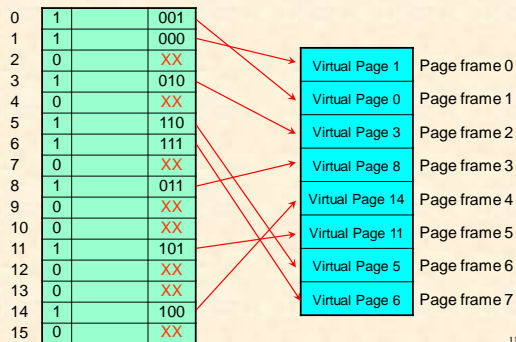 0 1 001
1 1 000
2 0 XX
3 1 010
4 0 XX
5 1 110
6 1 111
7 0 XX
8 1 011
9 0 XX
10 0 XX
11 1 101
12 0 XX
13 0 XX
14 1 100
15 0 XX
Virtual Page 1 Page frame 0
Virtual Page 0 Page frame 1
Virtual Page 3 Page frame 2
Virtual Page 8 Page frame 3
Virtual Page 14 Page frame 4
Virtual Page 11 Page frame 5
Virtual Page 5 Page frame 6
Virtual Page 6 Page frame 7